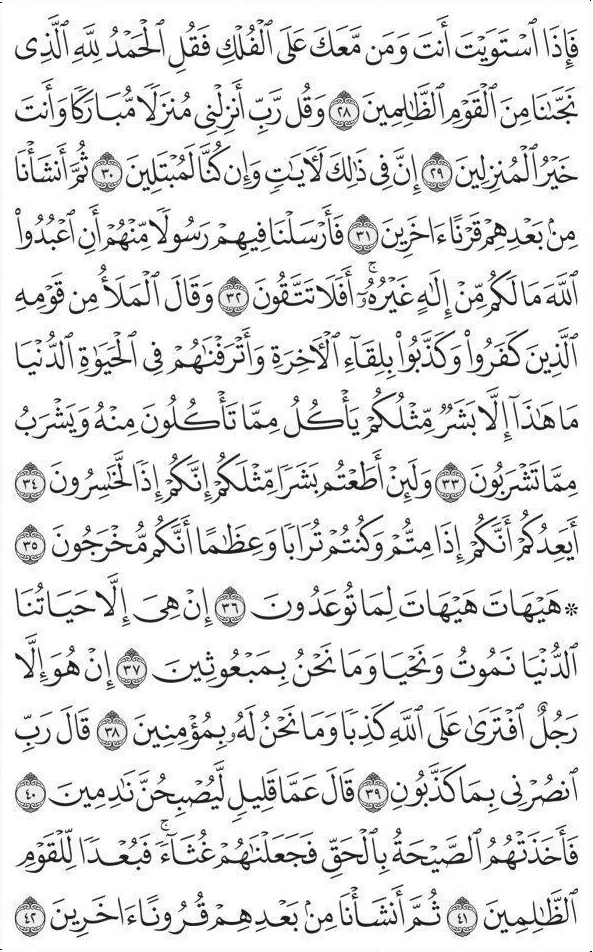 فَإِذَا ٱسْتَوَيْتَ أَنتَ وَمَن مَّعَكَ عَلَى ٱلْفُلْكِ فَقُلِ ٱلْحَمْدُ لِلَّهِ ٱلَّذِى
نَجَّىٰنَا مِنَ ٱلْقَوْمِ ٱلظَّـٰلِمِينَ ٢٨ وَقُل رَّبِّ أَنزِلْنِى مُنزَلًا مُّبَارَكًا وَأَنتَ
خَيْرُ ٱلْمُنزِلِينَ ٢٩ إِنَّ فِى ذَٰلِكَ لَـَٔايَـٰتٍ وَإِن كُنَّا لَمُبْتَلِينَ ٣٠ ثُمَّ أَنشَأْنَا
مِنۢ بَعْدِهِمْ قَرْنًا ءَاخَرِينَ ٣١ فَأَرْسَلْنَا فِيهِمْ رَسُولًا مِّنْهُمْ أَنِ ٱعْبُدُوا۟
ٱللَّهَ مَا لَكُم مِّنْ إِلَـٰهٍ غَيْرُهُۥٓ ۚ أَفَلَا تَتَّقُونَ ٣٢ وَقَالَ ٱلْمَلَأُ مِن قَوْمِهِ
ٱلَّذِينَ كَفَرُوا۟ وَكَذَّبُوا۟ بِلِقَآءِ ٱلْـَٔاخِرَةِ وَأَتْرَفْنَـٰهُمْ فِى ٱلْحَيَوٰةِ ٱلدُّنْيَا
مَا هَـٰذَآ إِلَّا بَشَرٌ مِّثْلُكُمْ يَأْكُلُ مِمَّا تَأْكُلُونَ مِنْهُ وَيَشْرَبُ
مِمَّا تَشْرَبُونَ ٣٣ وَلَئِنْ أَطَعْتُم بَشَرًا مِّثْلَكُمْ إِنَّكُمْ إِذًا لَّخَـٰسِرُونَ ٣٤
أَيَعِدُكُمْ أَنَّكُمْ إِذَا مِتُّمْ وَكُنتُمْ تُرَابًا وَعِظَـٰمًا أَنَّكُم مُّخْرَجُونَ ٣٥
* هَيْهَاتَ هَيْهَاتَ لِمَا تُوعَدُونَ ٣٦ إِنْ هِىَ إِلَّا حَيَاتُنَا
ٱلدُّنْيَا نَمُوتُ وَنَحْيَا وَمَا نَحْنُ بِمَبْعُوثِينَ ٣٧ إِنْ هُوَ إِلَّا
رَجُلٌ ٱفْتَرَىٰ عَلَى ٱللَّهِ كَذِبًا وَمَا نَحْنُ لَهُۥ بِمُؤْمِنِينَ ٣٨ قَالَ رَبِّ
ٱنصُرْنِى بِمَا كَذَّبُونِ ٣٩ قَالَ عَمَّا قَلِيلٍ لَّيُصْبِحُنَّ نَـٰدِمِينَ ٤٠
فَأَخَذَتْهُمُ ٱلصَّيْحَةُ بِٱلْحَقِّ فَجَعَلْنَـٰهُمْ غُثَآءً ۚ فَبُعْدًا لِّلْقَوْمِ
ٱلظَّـٰلِمِينَ ٤١ ثُمَّ أَنشَأْنَا مِنۢ بَعْدِهِمْ قُرُونًا ءَاخَرِينَ ٤٢